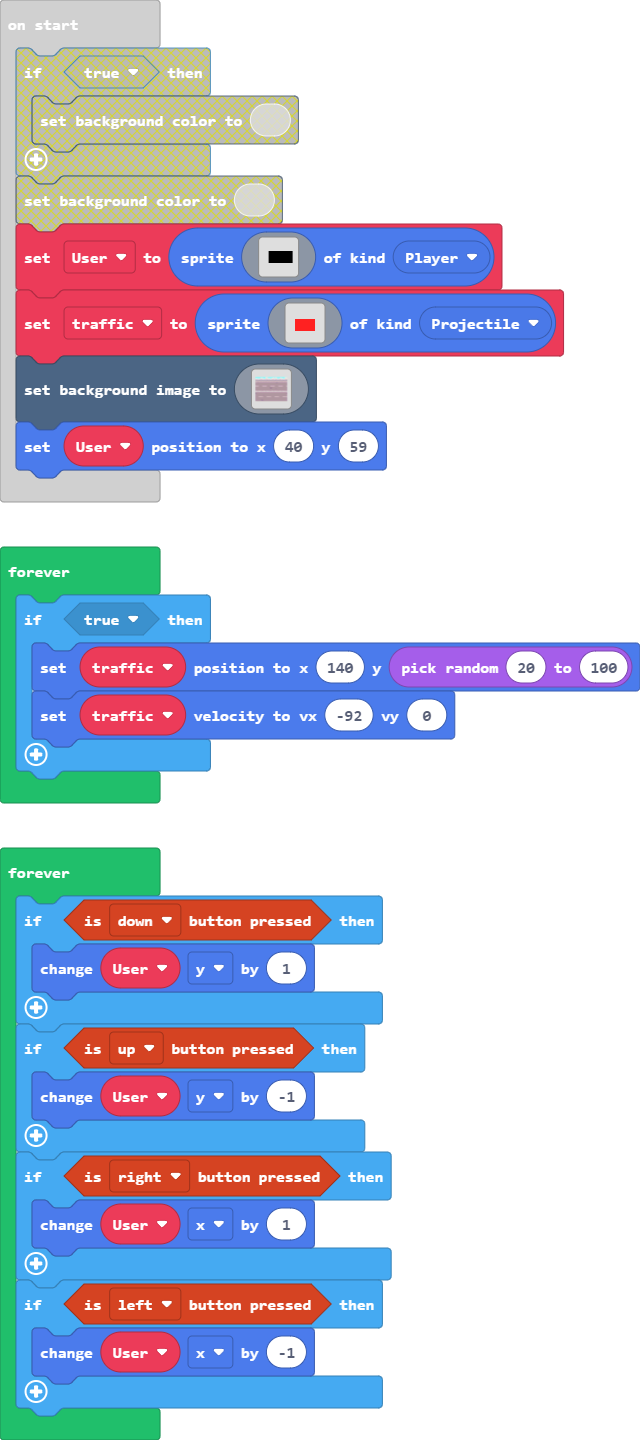 on start
if true then
set background color to
set background color to
set User to sprite of kind Player
set traffic to sprite of kind Projectile
set background image to
set User position to x 40 y 59
forever
if true then
set traffic position to x 140 y pick random 20 to 100
set traffic velocity to vx -92 vy 0
forever
if is down button pressed then
change User y by 1
if is up button pressed then
change User y by -1
if is right button pressed then
change User x by 1
if is left button pressed then
change User x by -1